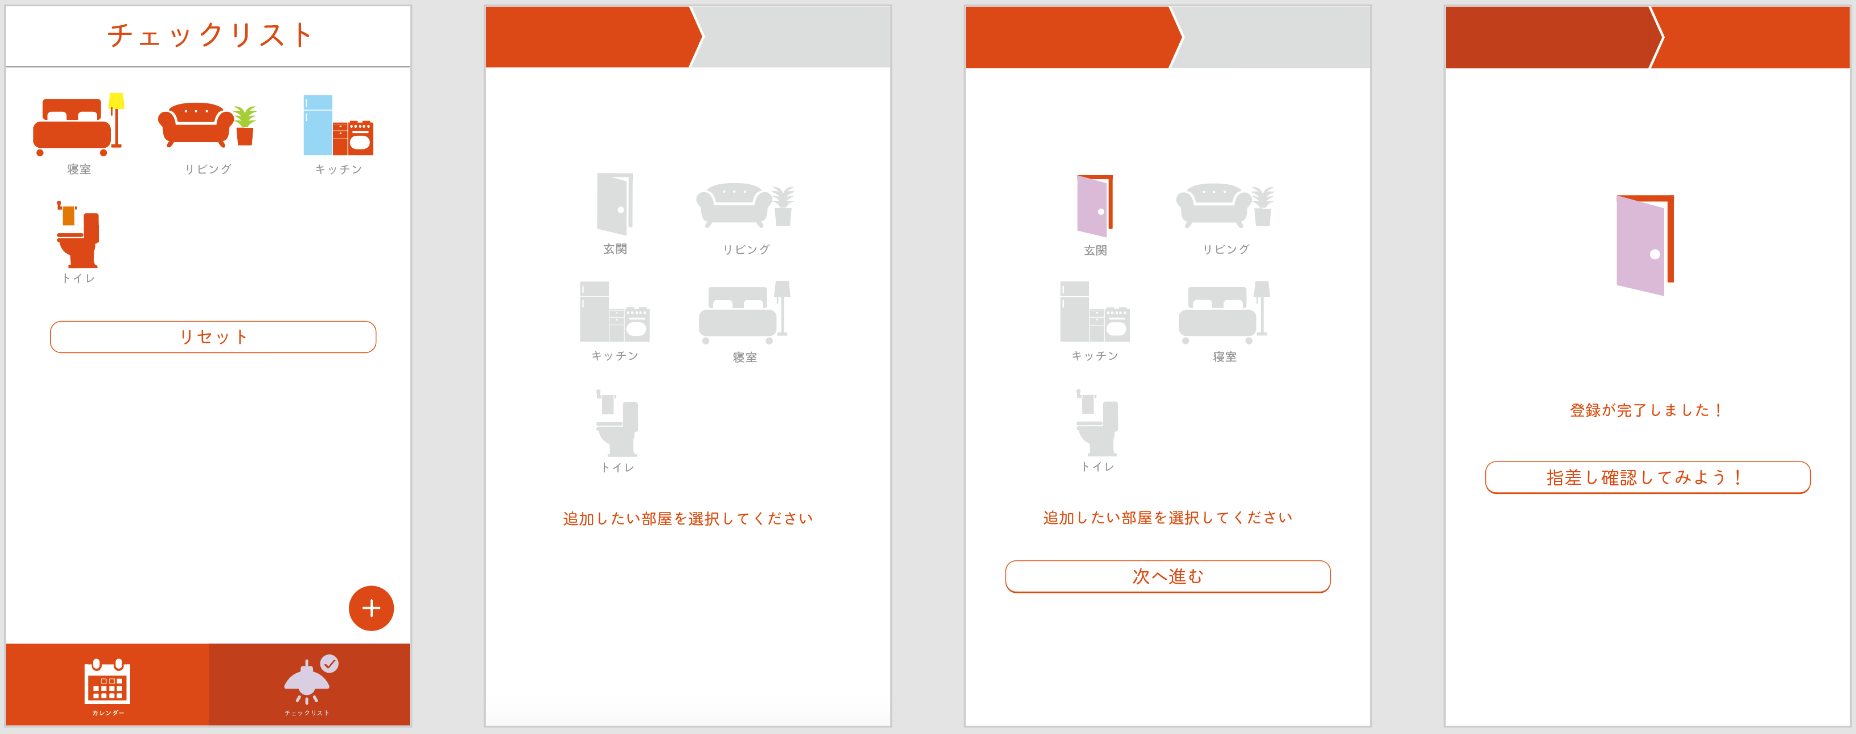 チェックリスト
寝室
リビング
キッチン
トイレ
リセット
カレンダー
チェックリスト
玄関
リビング
キッチン
寝室
トイレ
追加したい部屋を選択してください
玄関
リビング
キッチン
寝室
トイレ
追加したい部屋を選択してください
次へ進む
登録が完了しました！
指差し確認してみよう！